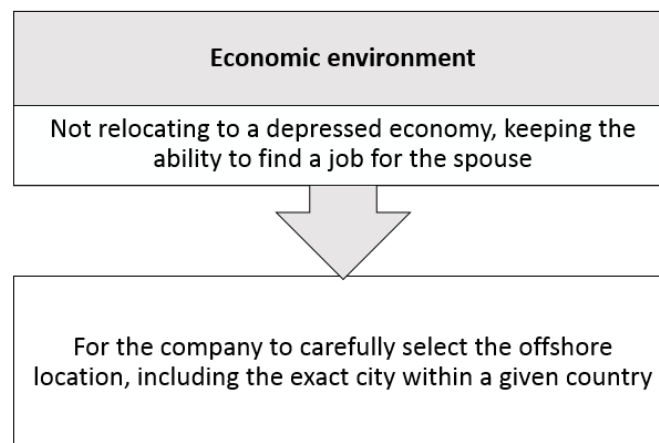 Economic environment
Not relocating to a depressed economy, keeping the
ability to find a job for the spouse
For the company to carefully select the offshore
location, including the exact city within a given country